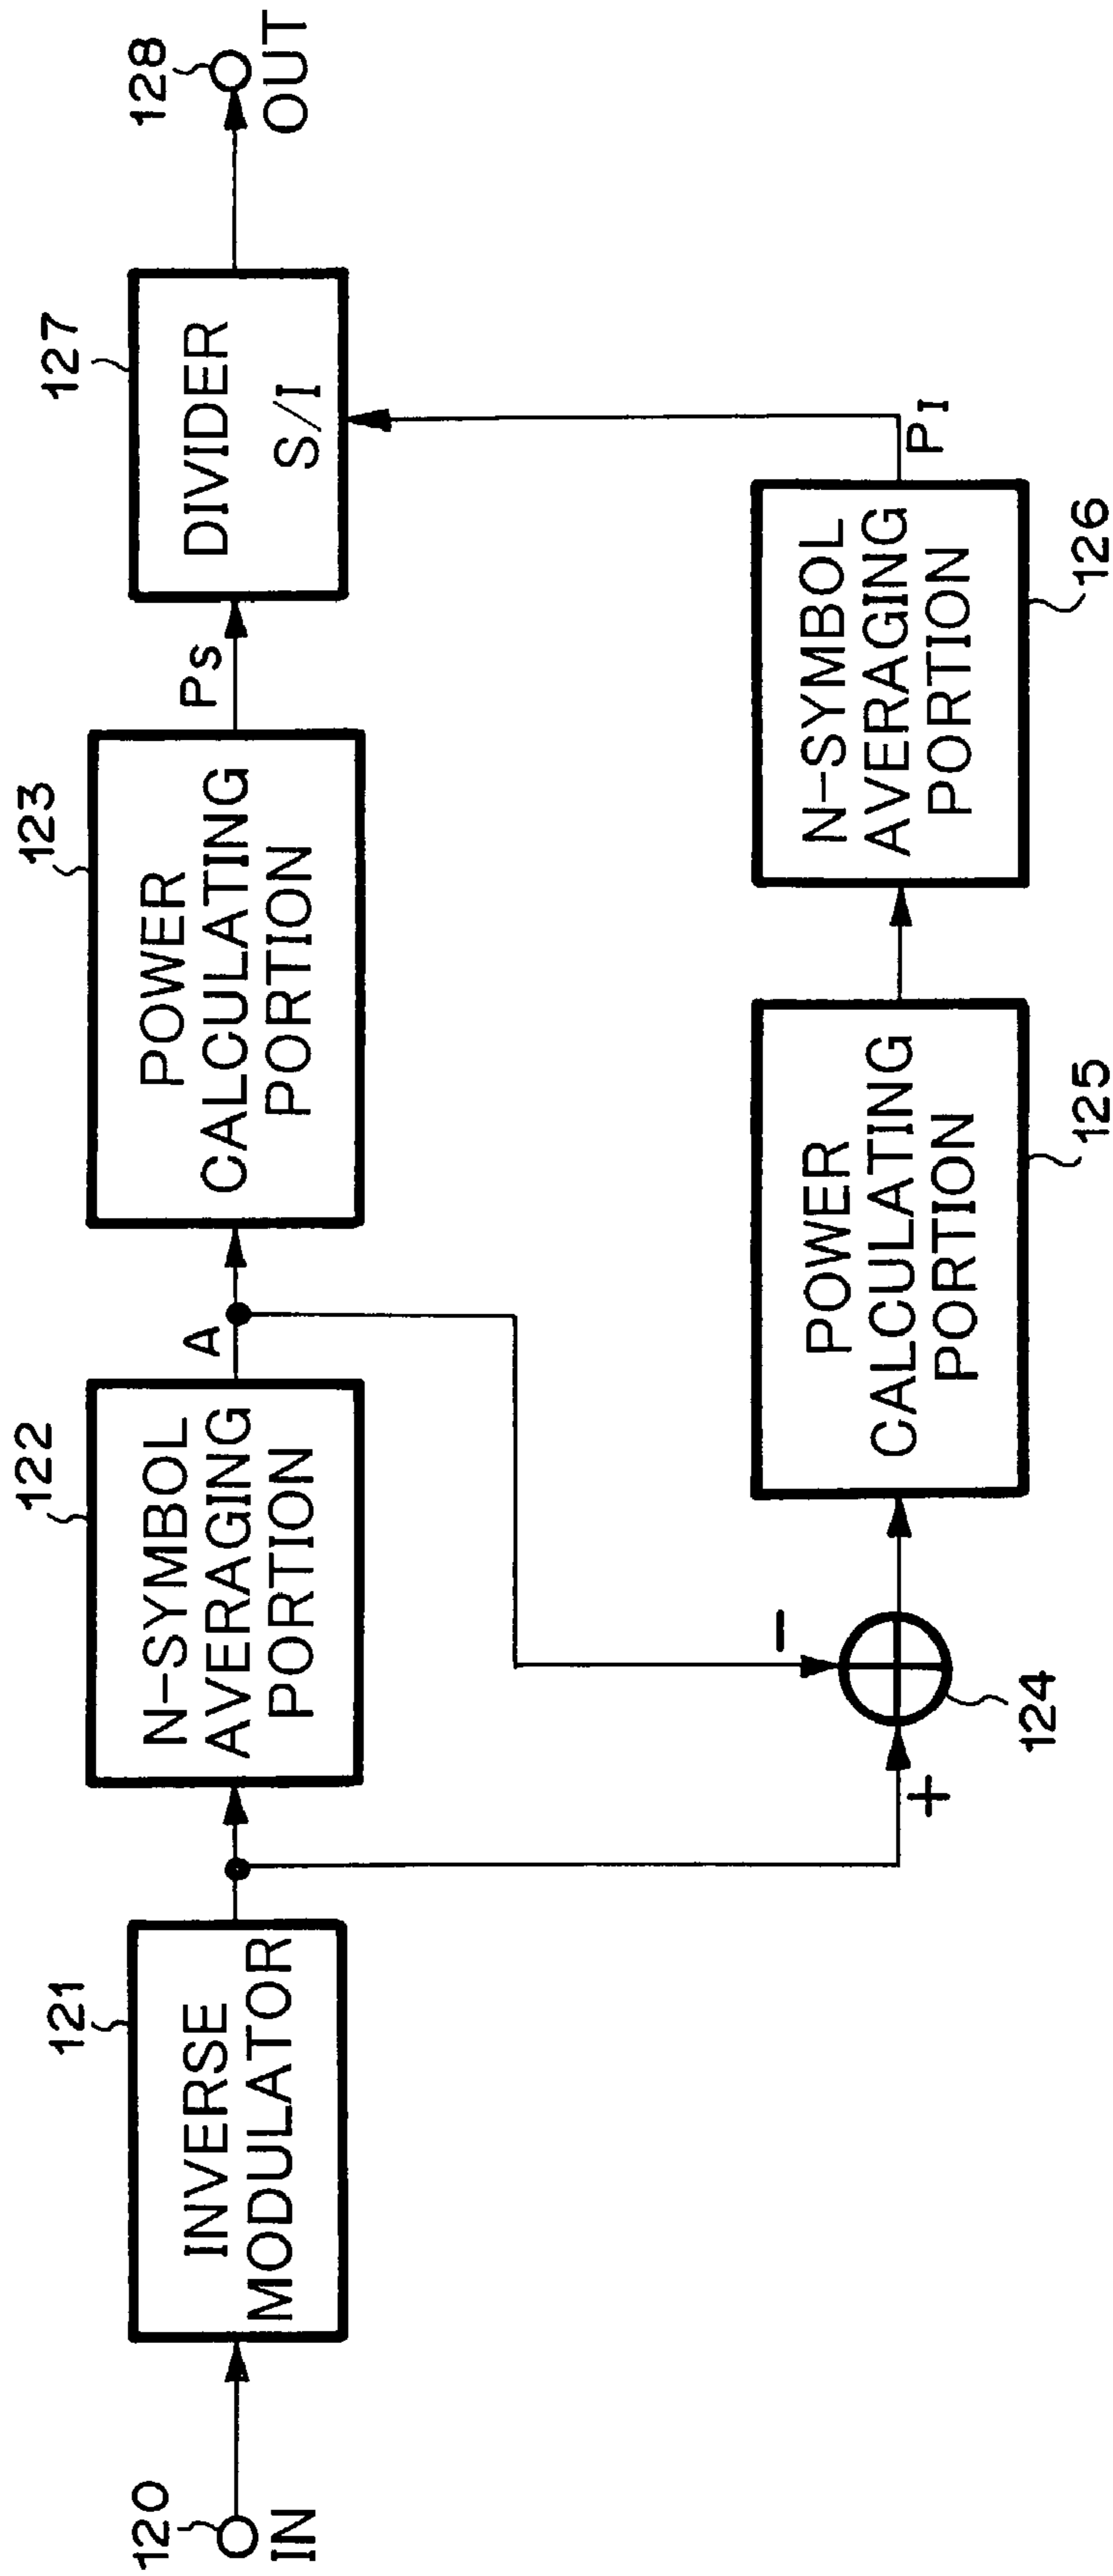 120
IN
121
INVERSE
MODULATOR
122
N-SYMBOL
AVERAGING
PORTION
A
123
POWER
CALCULATING
PORTION
Ps
127
DIVIDER
S/I
128
OUT
+
-
124
POWER
CALCULATING
PORTION
125
N-SYMBOL
AVERAGING
PORTION
126
PI